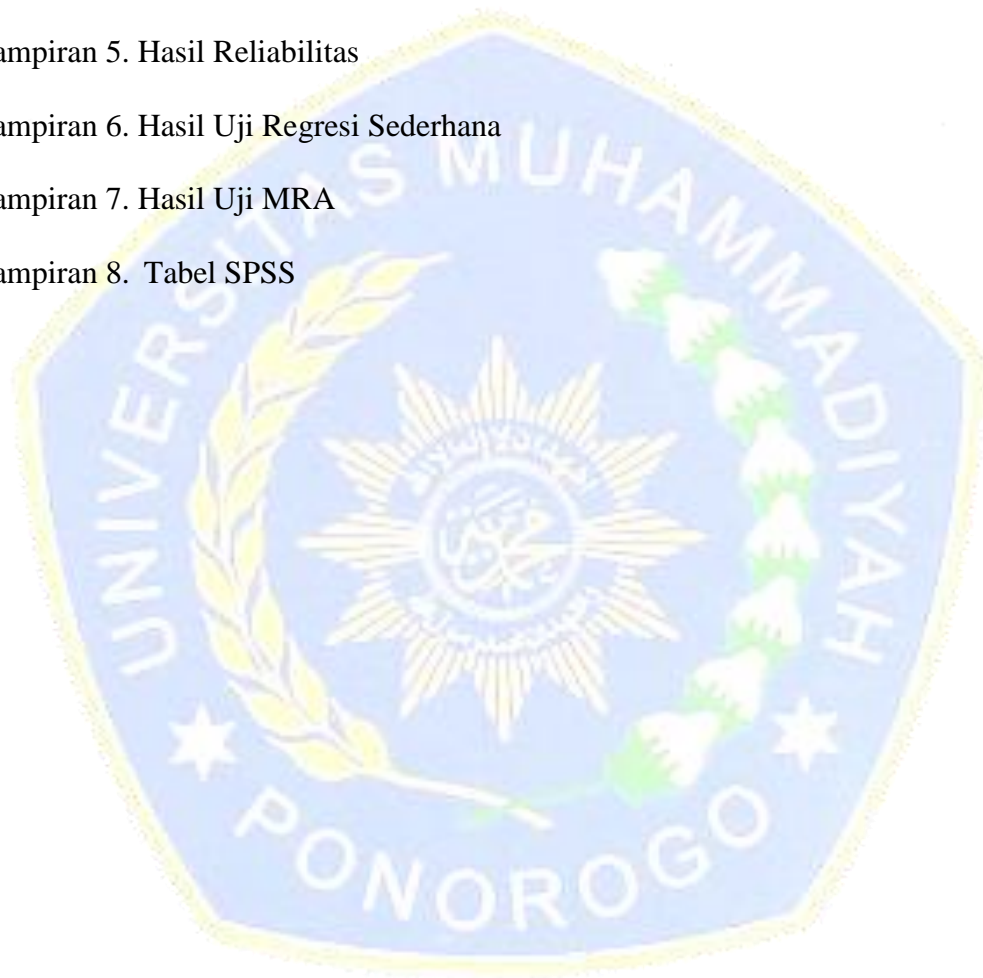 ampiran 5. Hasil Reliabilitas
ampiran 6. Hasil Uji Regresi Sederhana
ampiran 7. Hasil Uji MRA
ampiran 8. Tabel SPSS
UNIVERSITAS MUHAMMADIYAH
PONOROGO